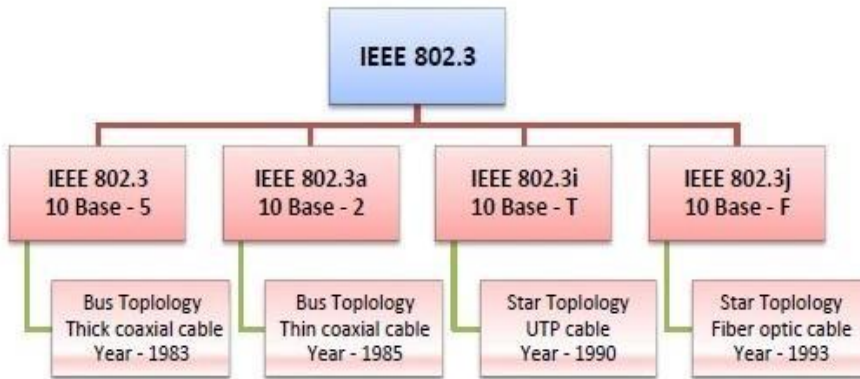 IEEE 802.3
IEEE 802.3
10 Base - 5
IEEE 802.3a
10 Base - 2
IEEE 802.3i
10 Base - T
IEEE 802.3j
10 Base - F
Bus Toplology
Thick coaxial cable
Year - 1983
Bus Toplology
Thin coaxial cable
Year - 1985
Star Toplology
UTP cable
Year - 1990
Star Toplology
Fiber optic cable
Year - 1993